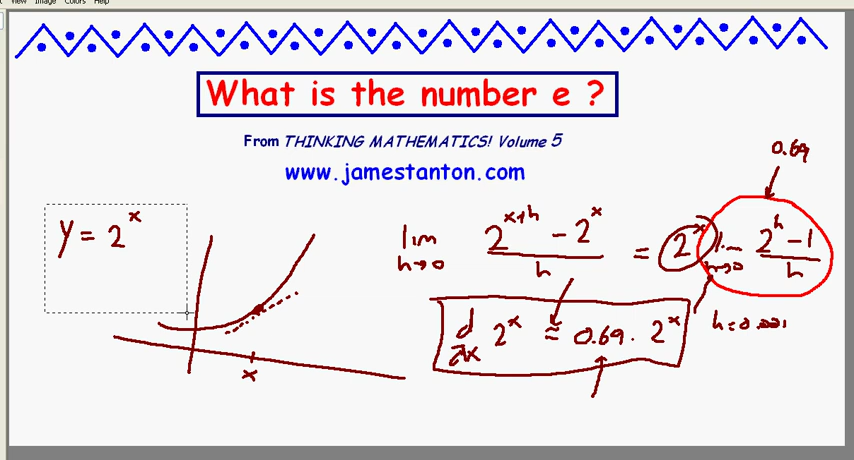 View Image Colors Help
What is the number e ?
From THINKING MATHEMATICS! Volume 5
www.jamestanton.com
0.69
y = 2^x
lim h→0 (2^(x+h) - 2^x)/h = 2^x lim h→0 (2^h - 1)/h
h=0.001
d/dx 2^x ≈ 0.69 · 2^x
x